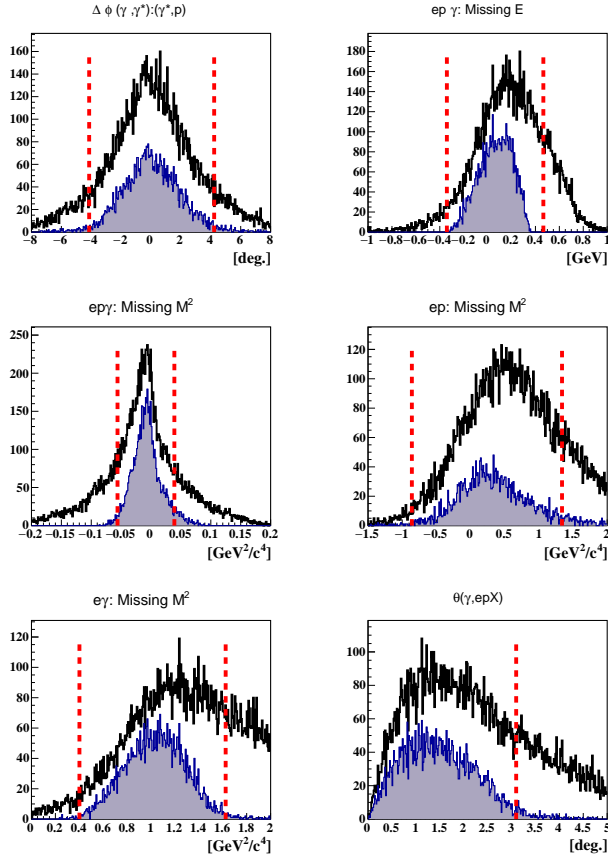 Δ ϕ (γ ,γ*):(γ*,p)
160
140
120
100
80
60
40
20
0
−8 −6 −4 −2 0 2 4 6 8
[deg.]
ep γ: Missing E
180
160
140
120
100
80
60
40
20
0
−1 −0.8 −0.6 −0.4 −0.2 0 0.2 0.4 0.6 0.8 1
[GeV]
epγ: Missing M²
250
200
150
100
50
0
−0.2 −0.15 −0.1 −0.05 0 0.05 0.1 0.15 0.2
[GeV²/c⁴]
ep: Missing M²
120
100
80
60
40
20
0
−1.5 −1 −0.5 0 0.5 1 1.5 2
[GeV²/c⁴]
eγ: Missing M²
120
100
80
60
40
20
0
0 0.2 0.4 0.6 0.8 1 1.2 1.4 1.6 1.8 2
[GeV²/c⁴]
θ(γ,epX)
100
80
60
40
20
0
0 0.5 1 1.5 2 2.5 3 3.5 4 4.5 5
[deg.]